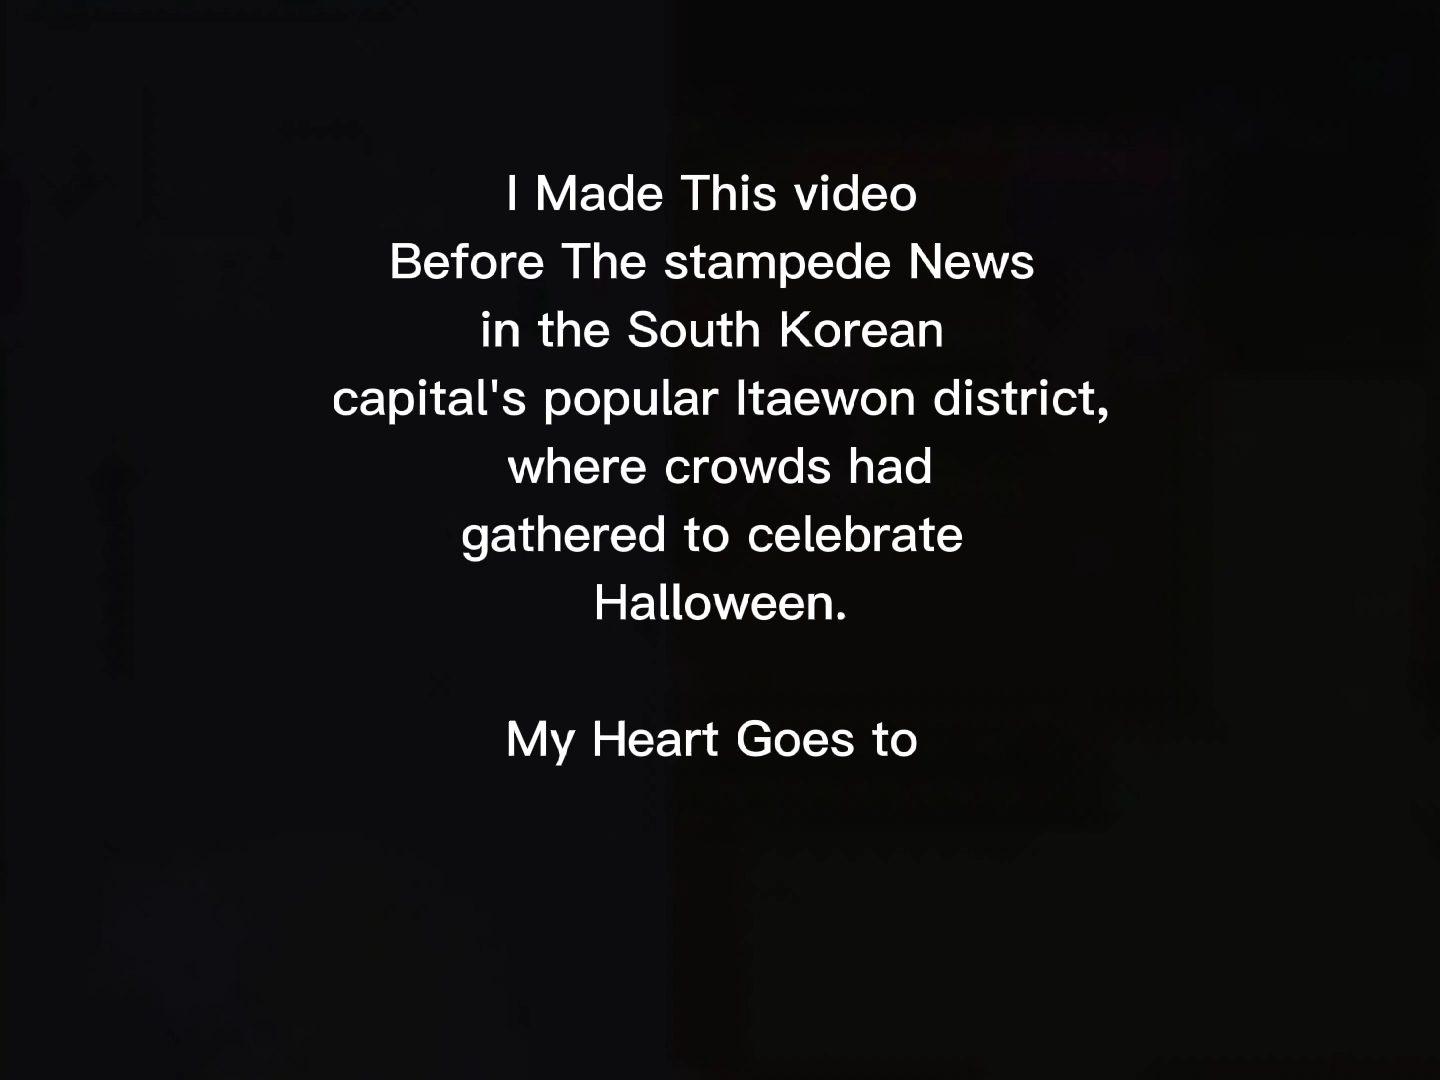 I Made This video
Before The stampede News
in the South Korean
capital's popular Itaewon district,
where crowds had
gathered to celebrate
Halloween.
My Heart Goes to